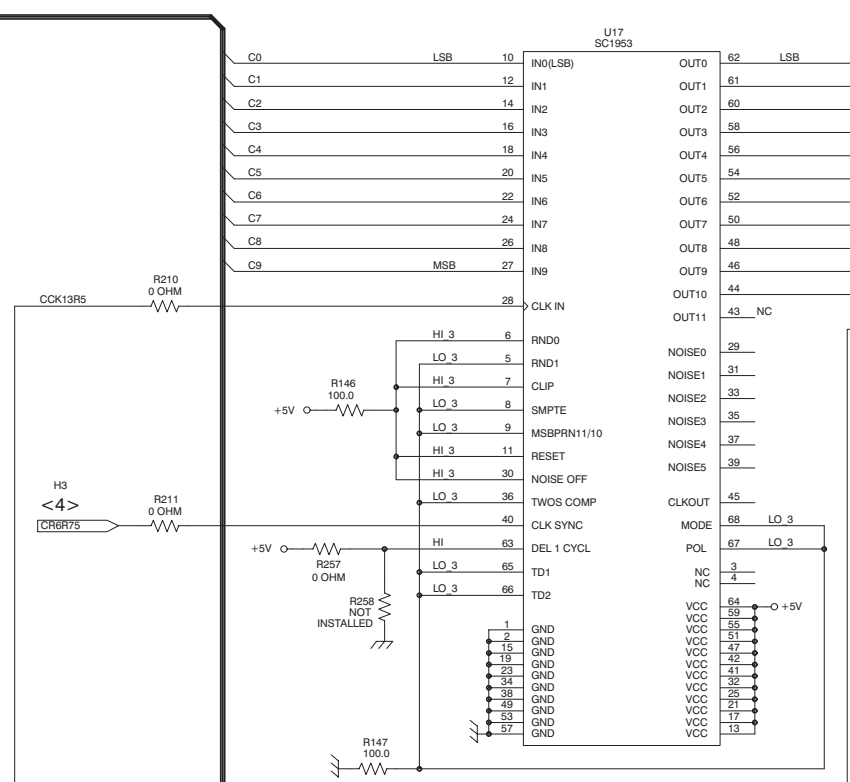 U17
SC1953
C0 LSB 10 IN0(LSB) OUT0 62 LSB
C1 12 IN1 OUT1 61
C2 14 IN2 OUT2 60
C3 16 IN3 OUT3 58
C4 18 IN4 OUT4 56
C5 20 IN5 OUT5 54
C6 22 IN6 OUT6 52
C7 24 IN7 OUT7 50
C8 26 IN8 OUT8 48
C9 MSB 27 IN9 OUT9 46
OUT10 44
R210
0 OHM
CCK13R5 28 CLK IN
OUT11 43 NC
HI_3 6 RND0
NOISE0 29
LO_3 5 RND1
NOISE1 31
HI_3 7 CLIP
NOISE2 33
R146
100.0
+5V
LO_3 8 SMPTE
NOISE3 35
LO_3 9 MSBPRN11/10
NOISE4 37
HI_3 11 RESET
NOISE5 39
HI_3 30 NOISE OFF
LO_3 36 TWOS COMP CLKOUT 45
H3
<4>
CR6R75
R211
0 OHM
40 CLK SYNC MODE 68 LO_3
+5V
R257
0 OHM
HI 63 DEL 1 CYCL POL 67 LO_3
LO_3 65 TD1 NC 3
NC 4
LO_3 66 TD2
R258
NOT
INSTALLED
VCC 64 +5V
VCC 59
1 GND VCC 55
2 GND VCC 51
15 GND VCC 47
19 GND VCC 42
23 GND VCC 41
34 GND VCC 32
38 GND VCC 25
49 GND VCC 21
53 GND VCC 17
57 GND VCC 13
R147
100.0